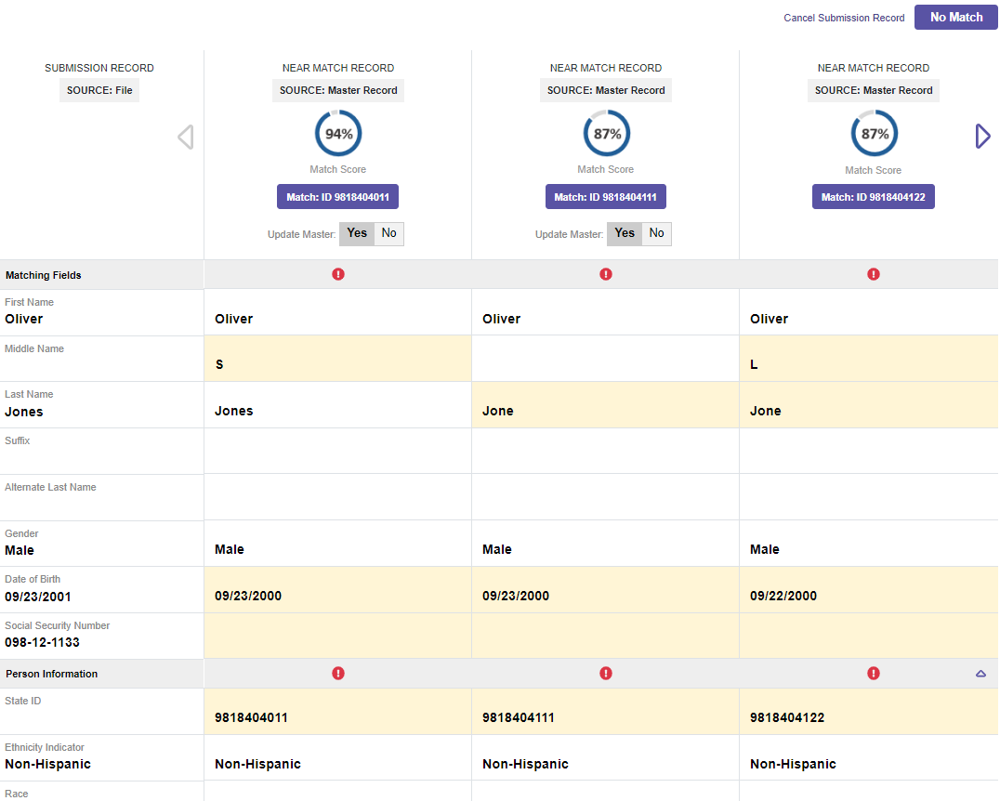 Cancel Submission Record No Match
SUBMISSION RECORD NEAR MATCH RECORD NEAR MATCH RECORD NEAR MATCH RECORD
SOURCE: File SOURCE: Master Record SOURCE: Master Record SOURCE: Master Record
94% 87% 87%
Match Score Match Score Match Score
Match: ID 9818404011 Match: ID 9818404111 Match: ID 9818404122
Update Master: Yes No Update Master: Yes No
Matching Fields
First Name
Oliver Oliver Oliver Oliver
Middle Name
S L
Last Name
Jones Jones Jone Jone
Suffix
Alternate Last Name
Gender
Male Male Male Male
Date of Birth
09/23/2001 09/23/2000 09/23/2000 09/22/2000
Social Security Number
098-12-1133
Person Information
State ID
9818404011 9818404111 9818404122
Ethnicity Indicator
Non-Hispanic Non-Hispanic Non-Hispanic Non-Hispanic
Race